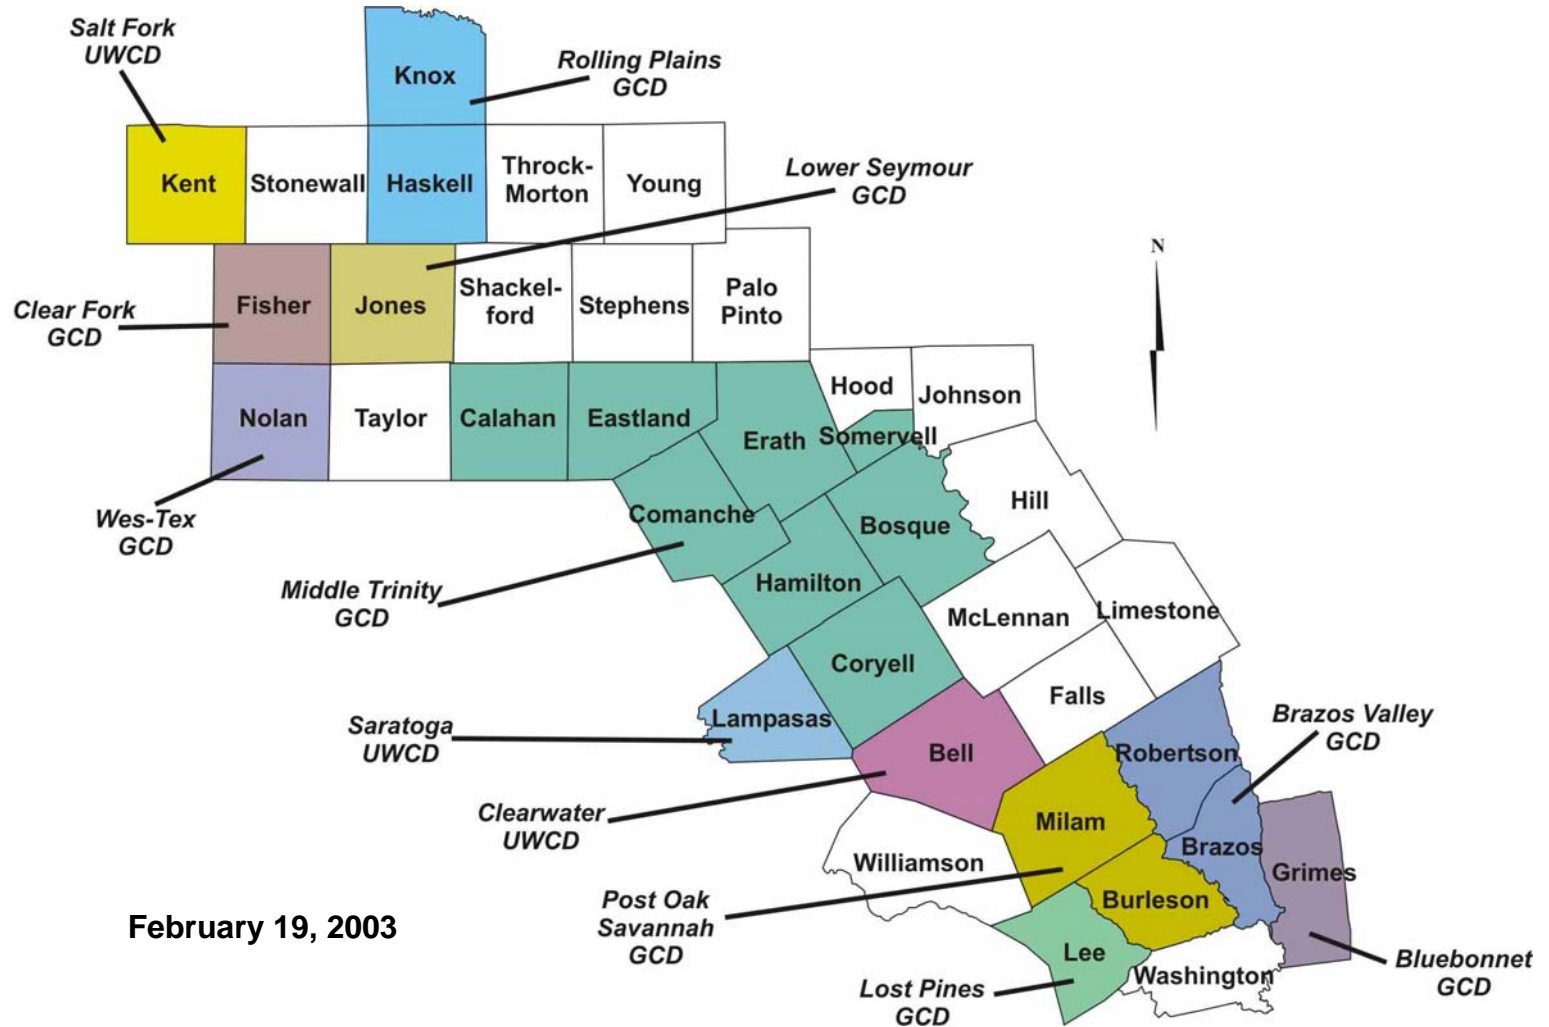 Salt Fork
UWCD
Knox
Rolling Plains
GCD
Kent
Stonewall
Haskell
Throck-
Morton
Young
Lower Seymour
GCD
N
Clear Fork
GCD
Fisher
Jones
Shackel-
ford
Stephens
Palo
Pinto
Nolan
Taylor
Calahan
Eastland
Erath
Hood
Johnson
Somervell
Wes-Tex
GCD
Comanche
Bosque
Hill
Middle Trinity
GCD
Hamilton
McLennan
Limestone
Coryell
Falls
Saratoga
UWCD
Lampasas
Bell
Robertson
Brazos Valley
GCD
Clearwater
UWCD
Milam
Brazos
Williamson
Grimes
Post Oak
Savannah
GCD
Burleson
February 19, 2003
Lee
Washington
Bluebonnet
GCD
Lost Pines
GCD